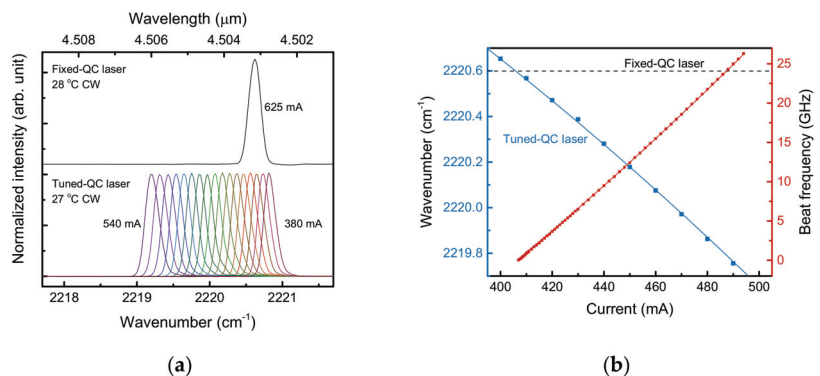 Wavelength (μm)
4.508 4.506 4.504 4.502
Fixed-QC laser
28 °C CW
625 mA
Tuned-QC laser
27 °C CW
540 mA
380 mA
Normalized intensity (arb. unit)
2218 2219 2220 2221
Wavenumber (cm-1)
(a)
2220.6
2220.4
2220.2
2220.0
2219.8
Wavenumber (cm-1)
Fixed-QC laser
Tuned-QC laser
25
20
15
10
5
0
Beat frequency (GHz)
400 420 440 460 480 500
Current (mA)
(b)